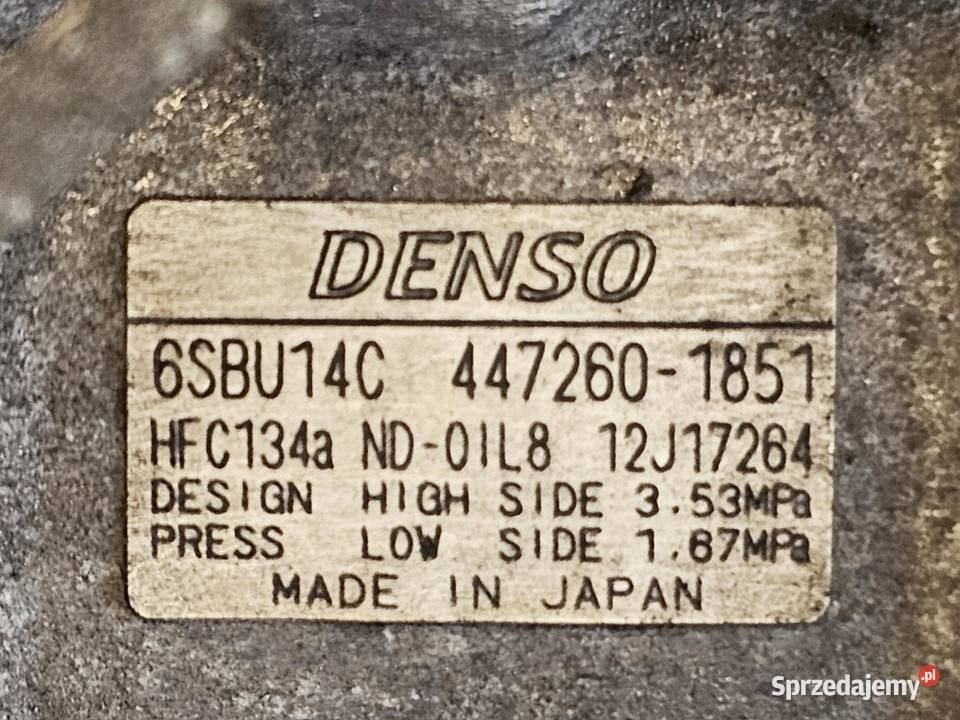 DENSO
6SBU14C 447260-1851
HFC134a ND-OIL8 12J17264
DESIGN HIGH SIDE 3.53MPa
PRESS LOW SIDE 1.67MPa
MADE IN JAPAN
Sprzedajemy.pl